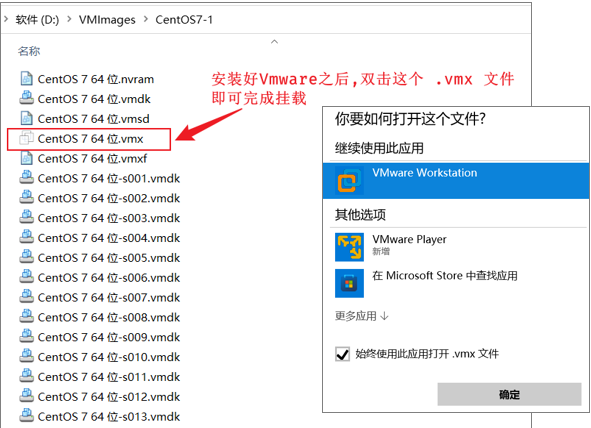 软件 (D:) > VMImages > CentOS7-1
名称
CentOS 7 64 位.nvram
CentOS 7 64 位.vmdk
CentOS 7 64 位.vmsd
CentOS 7 64 位.vmx
CentOS 7 64 位.vmxf
CentOS 7 64 位-s001.vmdk
CentOS 7 64 位-s002.vmdk
CentOS 7 64 位-s003.vmdk
CentOS 7 64 位-s004.vmdk
CentOS 7 64 位-s005.vmdk
CentOS 7 64 位-s006.vmdk
CentOS 7 64 位-s007.vmdk
CentOS 7 64 位-s008.vmdk
CentOS 7 64 位-s009.vmdk
CentOS 7 64 位-s010.vmdk
CentOS 7 64 位-s011.vmdk
CentOS 7 64 位-s012.vmdk
CentOS 7 64 位-s013.vmdk
安装好Vmware之后,双击这个 .vmx 文件
即可完成挂载
你要如何打开这个文件?
继续使用此应用
VMware Workstation
其他选项
VMware Player
新增
在 Microsoft Store 中查找应用
更多应用 ↓
始终使用此应用打开 .vmx 文件
确定